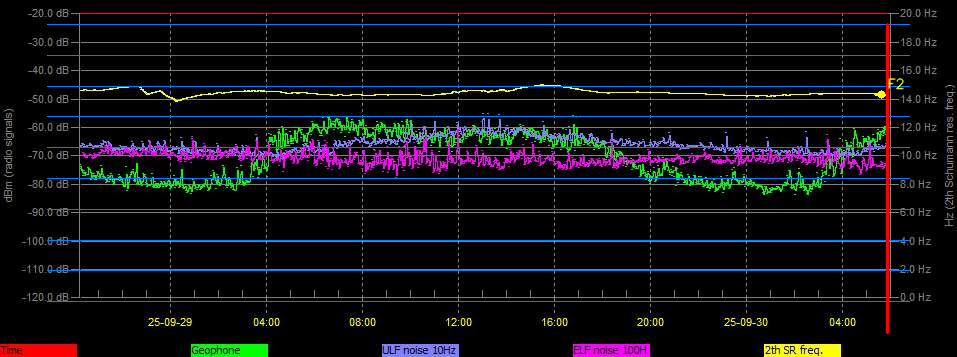 -20.0 dB 20.0 Hz
-30.0 dB 18.0 Hz
-40.0 dB 16.0 Hz
F2
-50.0 dB 14.0 Hz
-60.0 dB 12.0 Hz
-70.0 dB 10.0 Hz
-80.0 dB 8.0 Hz
-90.0 dB 6.0 Hz
-100.0 dB 4.0 Hz
-110.0 dB 2.0 Hz
-120.0 dB 0.0 Hz
dBm (radio signals)
Hz (2th Schumann res. freq.)
25-09-29 04:00 08:00 12:00 16:00 20:00 25-09-30 04:00
Time Geophone ULF noise 10Hz ELF noise 100H 2th SR freq.